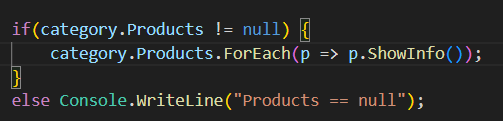 if(category.Products != null) {
    category.Products.ForEach(p => p.ShowInfo());
}
else Console.WriteLine("Products == null");